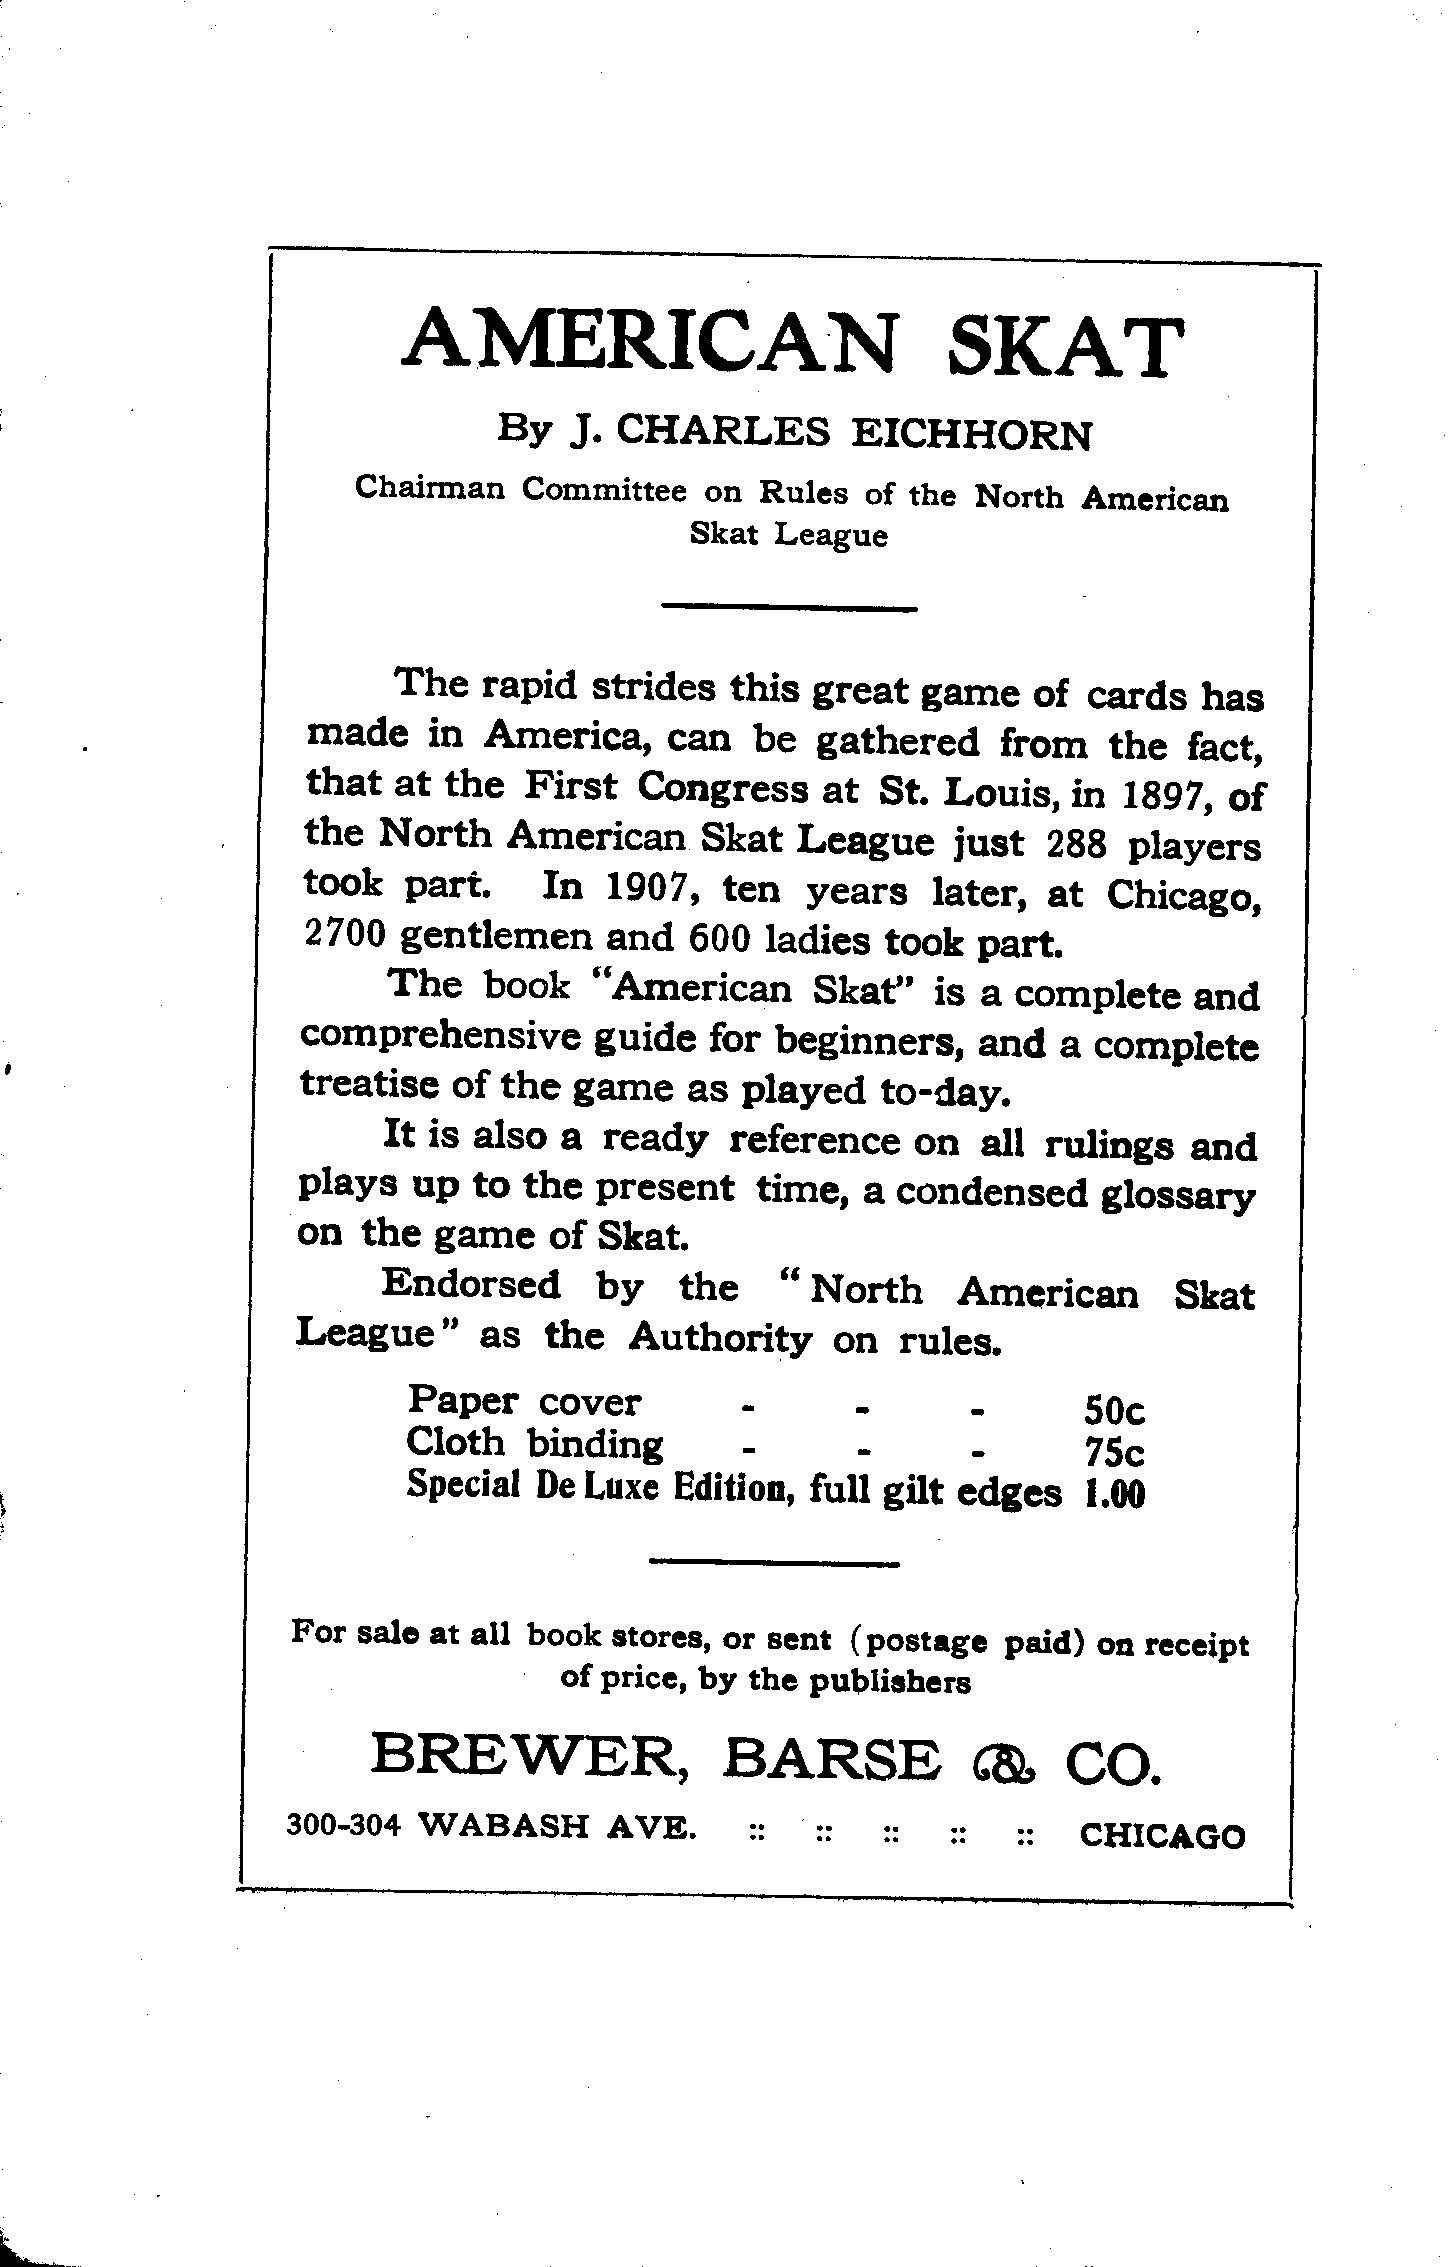 AMERICAN SKAT
By J. CHARLES EICHHORN
Chairman Committee on Rules of the North American
Skat League
The rapid strides this great game of cards has
made in America, can be gathered from the fact,
that at the First Congress at St. Louis, in 1897, of
the North American Skat League just 288 players
took part. In 1907, ten years later, at Chicago,
2700 gentlemen and 600 ladies took part.
The book "American Skat" is a complete and
comprehensive guide for beginners, and a complete
treatise of the game as played to-day.
It is also a ready reference on all rulings and
plays up to the present time, a condensed glossary
on the game of Skat.
Endorsed by the "North American Skat
League" as the Authority on rules.
Paper cover - - - 50c
Cloth binding - - - 75c
Special De Luxe Edition, full gilt edges 1.00
For sale at all book stores, or sent (postage paid) on receipt
of price, by the publishers
BREWER, BARSE & CO.
300-304 WABASH AVE. :: :: :: :: :: CHICAGO